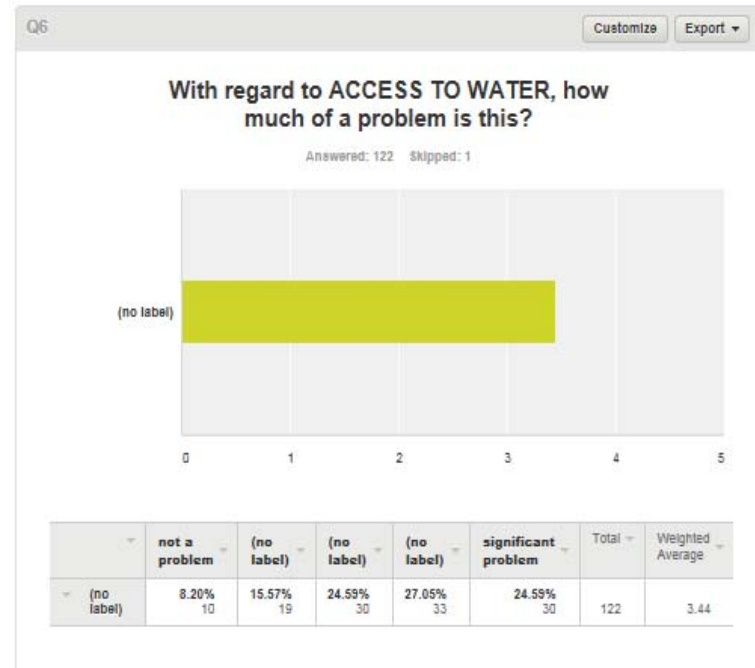 Q6
Customize
Export
With regard to ACCESS TO WATER, how
much of a problem is this?
Answered: 122 Skipped: 1
(no label)
0 1 2 3 4 5
not a problem (no label) (no label) (no label) significant problem Total Weighted Average
(no label) 8.20% 15.57% 24.59% 27.05% 24.59%
10 19 30 33 30 122 3.44